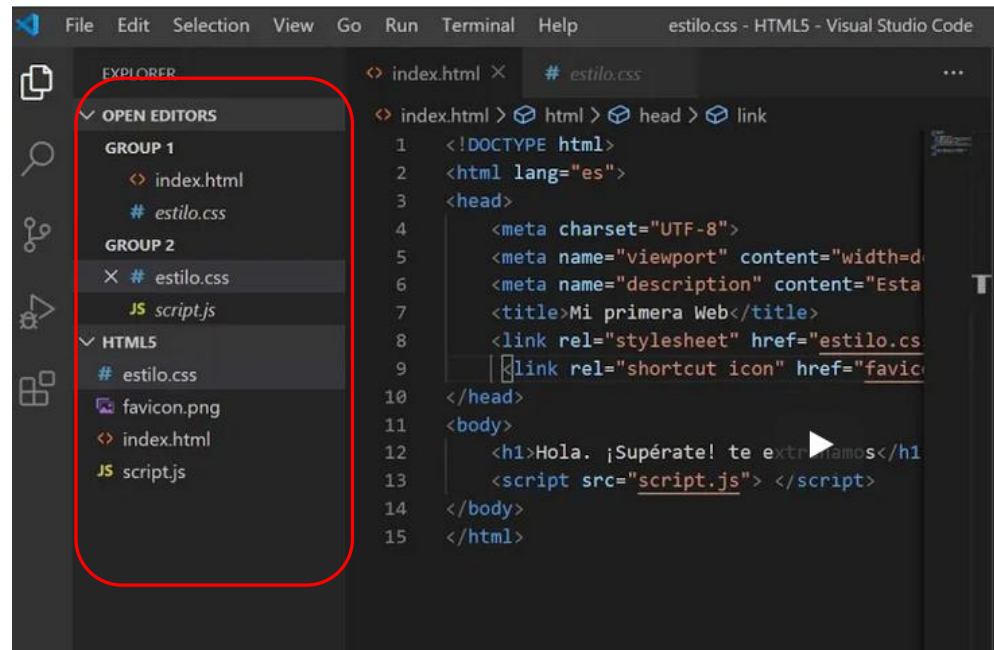 File Edit Selection View Go Run Terminal Help estilo.css - HTML5 - Visual Studio Code
EXPLORER
OPEN EDITORS
GROUP 1
<> index.html
# estilo.css
GROUP 2
# estilo.css
JS script.js
HTML5
# estilo.css
favicon.png
<> index.html
JS script.js
<> index.html # estilo.css ...
<> index.html > html > head > link
1 <!DOCTYPE html>
2 <html lang="es">
3 <head>
4 <meta charset="UTF-8">
5 <meta name="viewport" content="width=d
6 <meta name="description" content="Esta
7 <title>Mi primera Web</title>
8 <link rel="stylesheet" href="estilo.cs
9 <link rel="shortcut icon" href="favic
10 </head>
11 <body>
12 <h1>Hola. ¡Supérate! te extrañamos</h1
13 <script src="script.js"> </script>
14 </body>
15 </html>
T